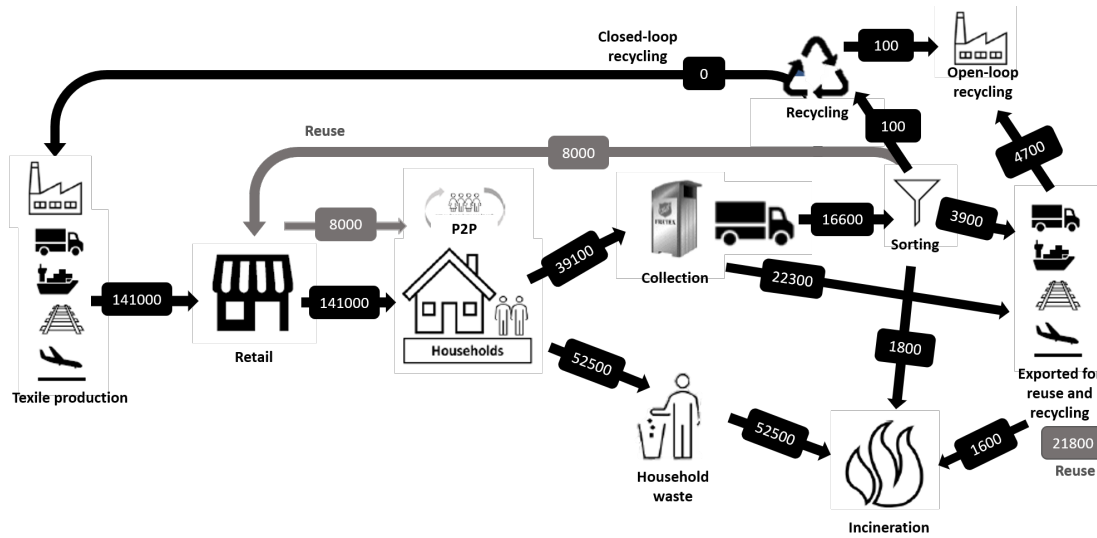 Closed-loop
recycling
0
100
Open-loop
recycling
Recycling
100
Reuse
8000
4700
8000
P2P
39100
16600
Sorting
3900
Collection
22300
141000
141000
Retail
Households
1800
52500
Texile production
Exported for
reuse and
recycling
52500
1600
21800
Reuse
Household
waste
Incineration